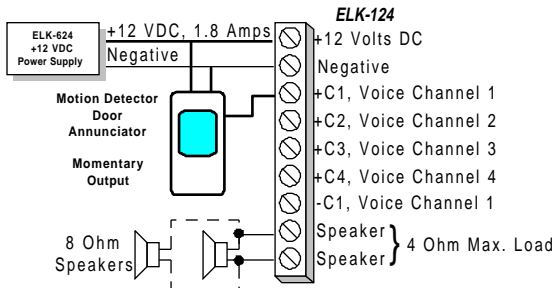 ELK-124
ELK-624
+12 VDC
Power Supply
+12 VDC, 1.8 Amps
Negative
+12 Volts DC
Negative
+C1, Voice Channel 1
+C2, Voice Channel 2
+C3, Voice Channel 3
+C4, Voice Channel 4
-C1, Voice Channel 1
Speaker
Speaker
} 4 Ohm Max. Load
Motion Detector
Door
Annunciator
Momentary
Output
8 Ohm
Speakers